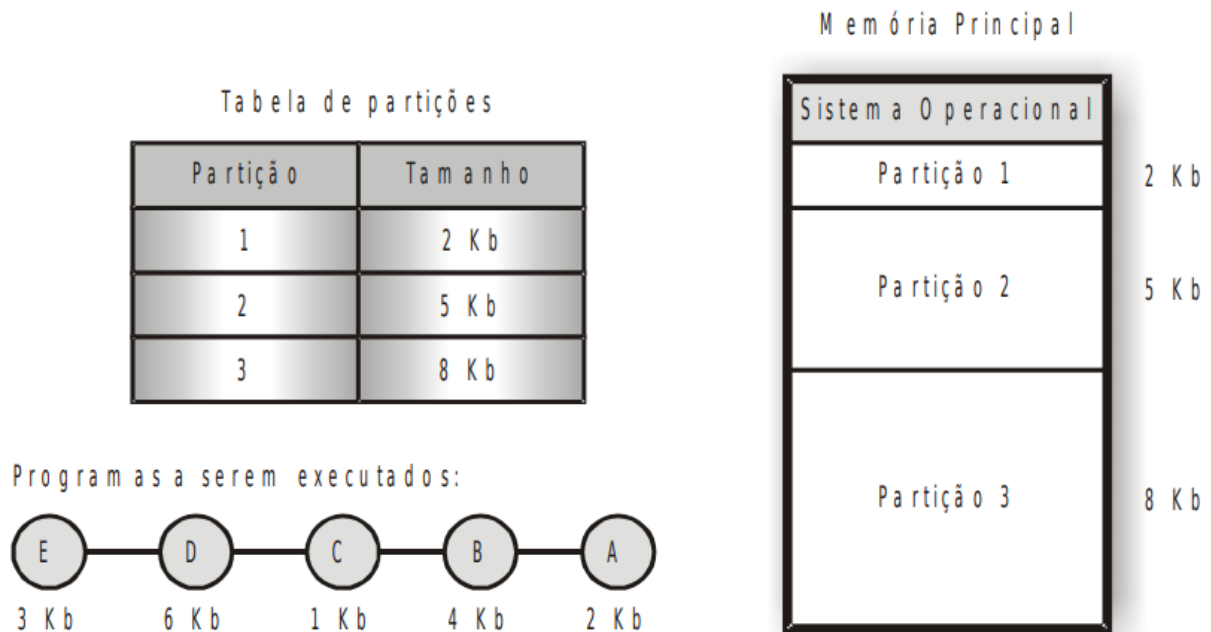 Memória Principal
Tabela de partições
Partição Tamanho
1 2 Kb
2 5 Kb
3 8 Kb
Sistema Operacional
Partição 1 2 Kb
Partição 2 5 Kb
Partição 3 8 Kb
Programas a serem executados:
E D C B A
3 Kb 6 Kb 1 Kb 4 Kb 2 Kb